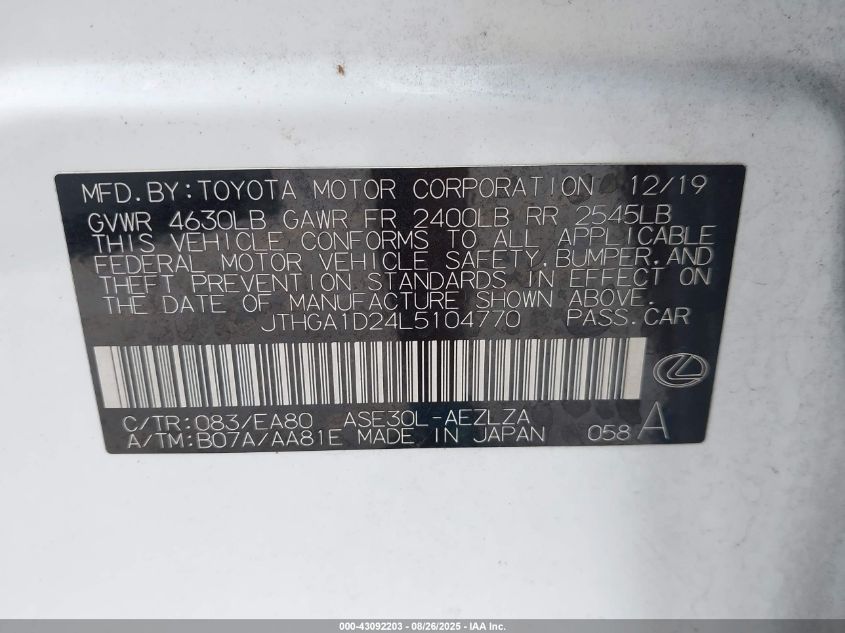 MFD.BY:TOYOTA MOTOR CORPORATION 12/19
GVWR 4630LB GAWR FR 2400LB RR 2545LB
THIS VEHICLE CONFORMS TO ALL APPLICABLE
FEDERAL MOTOR VEHICLE SAFETY,BUMPER,AND
THEFT PREVENTION STANDARDS IN EFFECT ON
THE DATE OF MANUFACTURE SHOWN ABOVE.
JTHGA1D24L5104770 PASS.CAR
C/TR:083/EA80 ASE30L-AEZLZA
A/TM:B07A/AA81E MADE IN JAPAN 058A
000-43092203 - 08/26/2025 - IAA Inc.